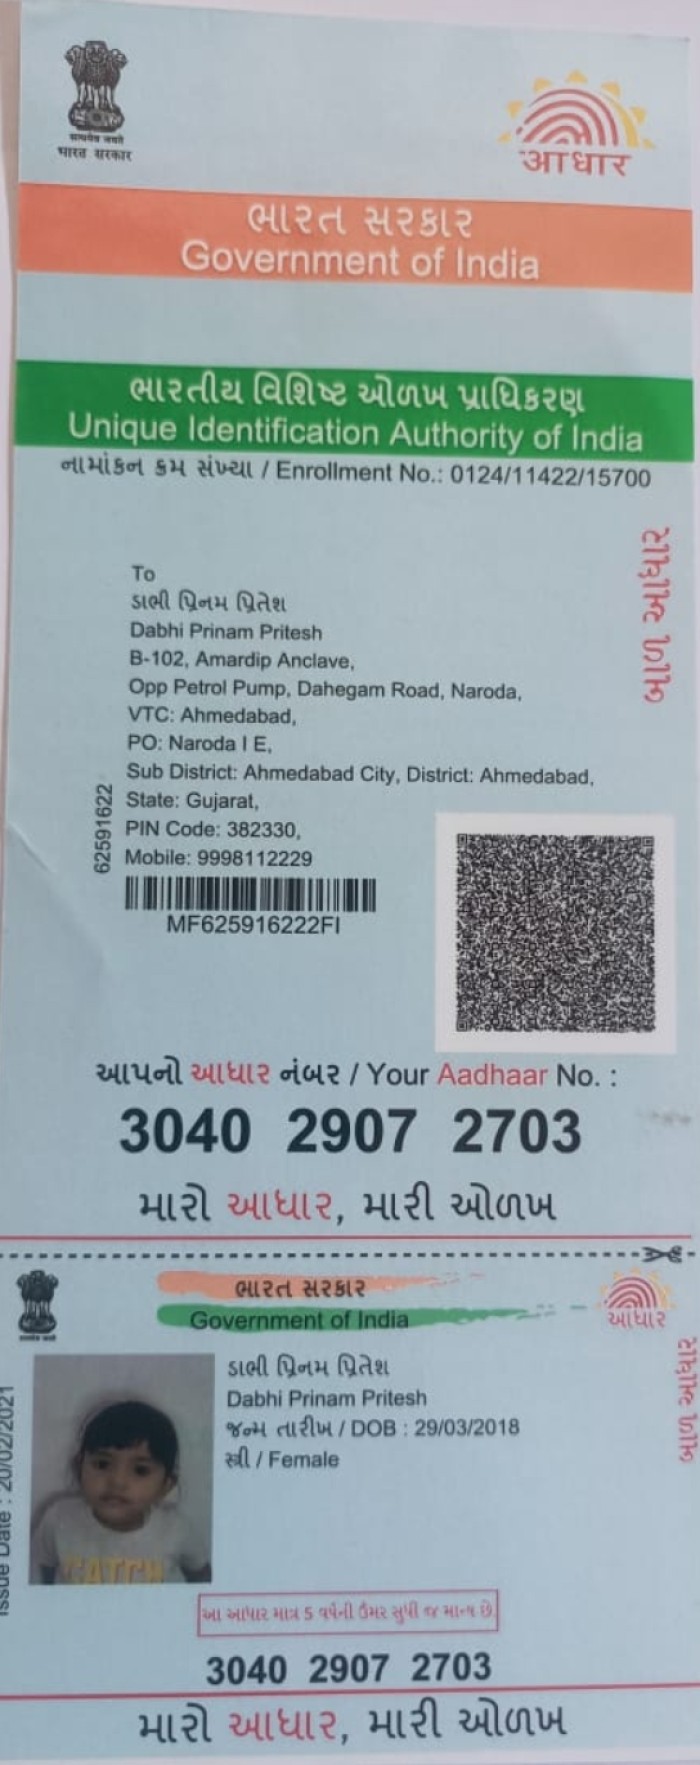 सत्यमेव जयते
भारत सरकार
आधार
ભારત સરકાર
Government of India
ભારતીય વિશિષ્ટ ઓળખ પ્રાધિકરણ
Unique Identification Authority of India
નામાંકન ક્રમ સંખ્યા / Enrollment No.: 0124/11422/15700
To
ડાભી પ્રિનમ પ્રિતેશ
Dabhi Prinam Pritesh
B-102, Amardip Anclave,
Opp Petrol Pump, Dahegam Road, Naroda,
VTC: Ahmedabad,
PO: Naroda I E,
Sub District: Ahmedabad City, District: Ahmedabad,
State: Gujarat,
PIN Code: 382330,
Mobile: 9998112229
62591622
MF625916222FI
બાળ આધાર
આપનો આધાર નંબર / Your Aadhaar No. :
3040 2907 2703
મારો આધાર, મારી ઓળખ
ભારત સરકાર
Government of India
આધાર
ડાભી પ્રિનમ પ્રિતેશ
Dabhi Prinam Pritesh
જન્મ તારીખ / DOB : 29/03/2018
સ્ત્રી / Female
Issue Date : 20/02/2021
CATCH
આ આધાર માત્ર 5 વર્ષની ઉંમર સુધી જ માન્ય છે
3040 2907 2703
મારો આધાર, મારી ઓળખ